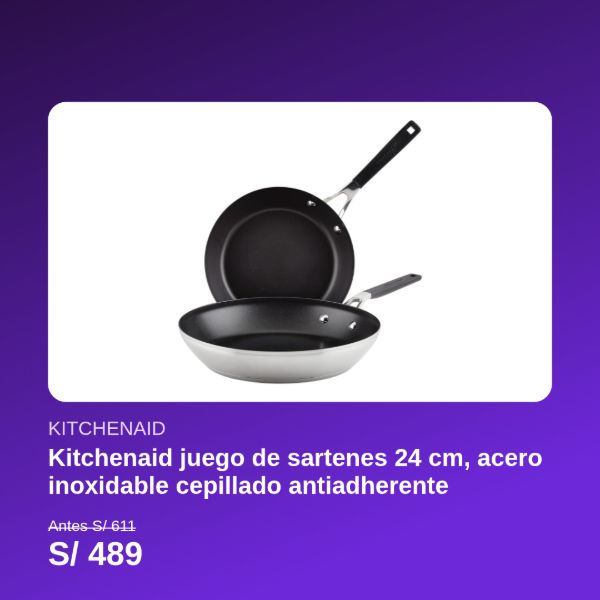 KITCHENAID
Kitchenaid juego de sartenes 24 cm, acero
inoxidable cepillado antiadherente
Antes S/ 611
S/ 489